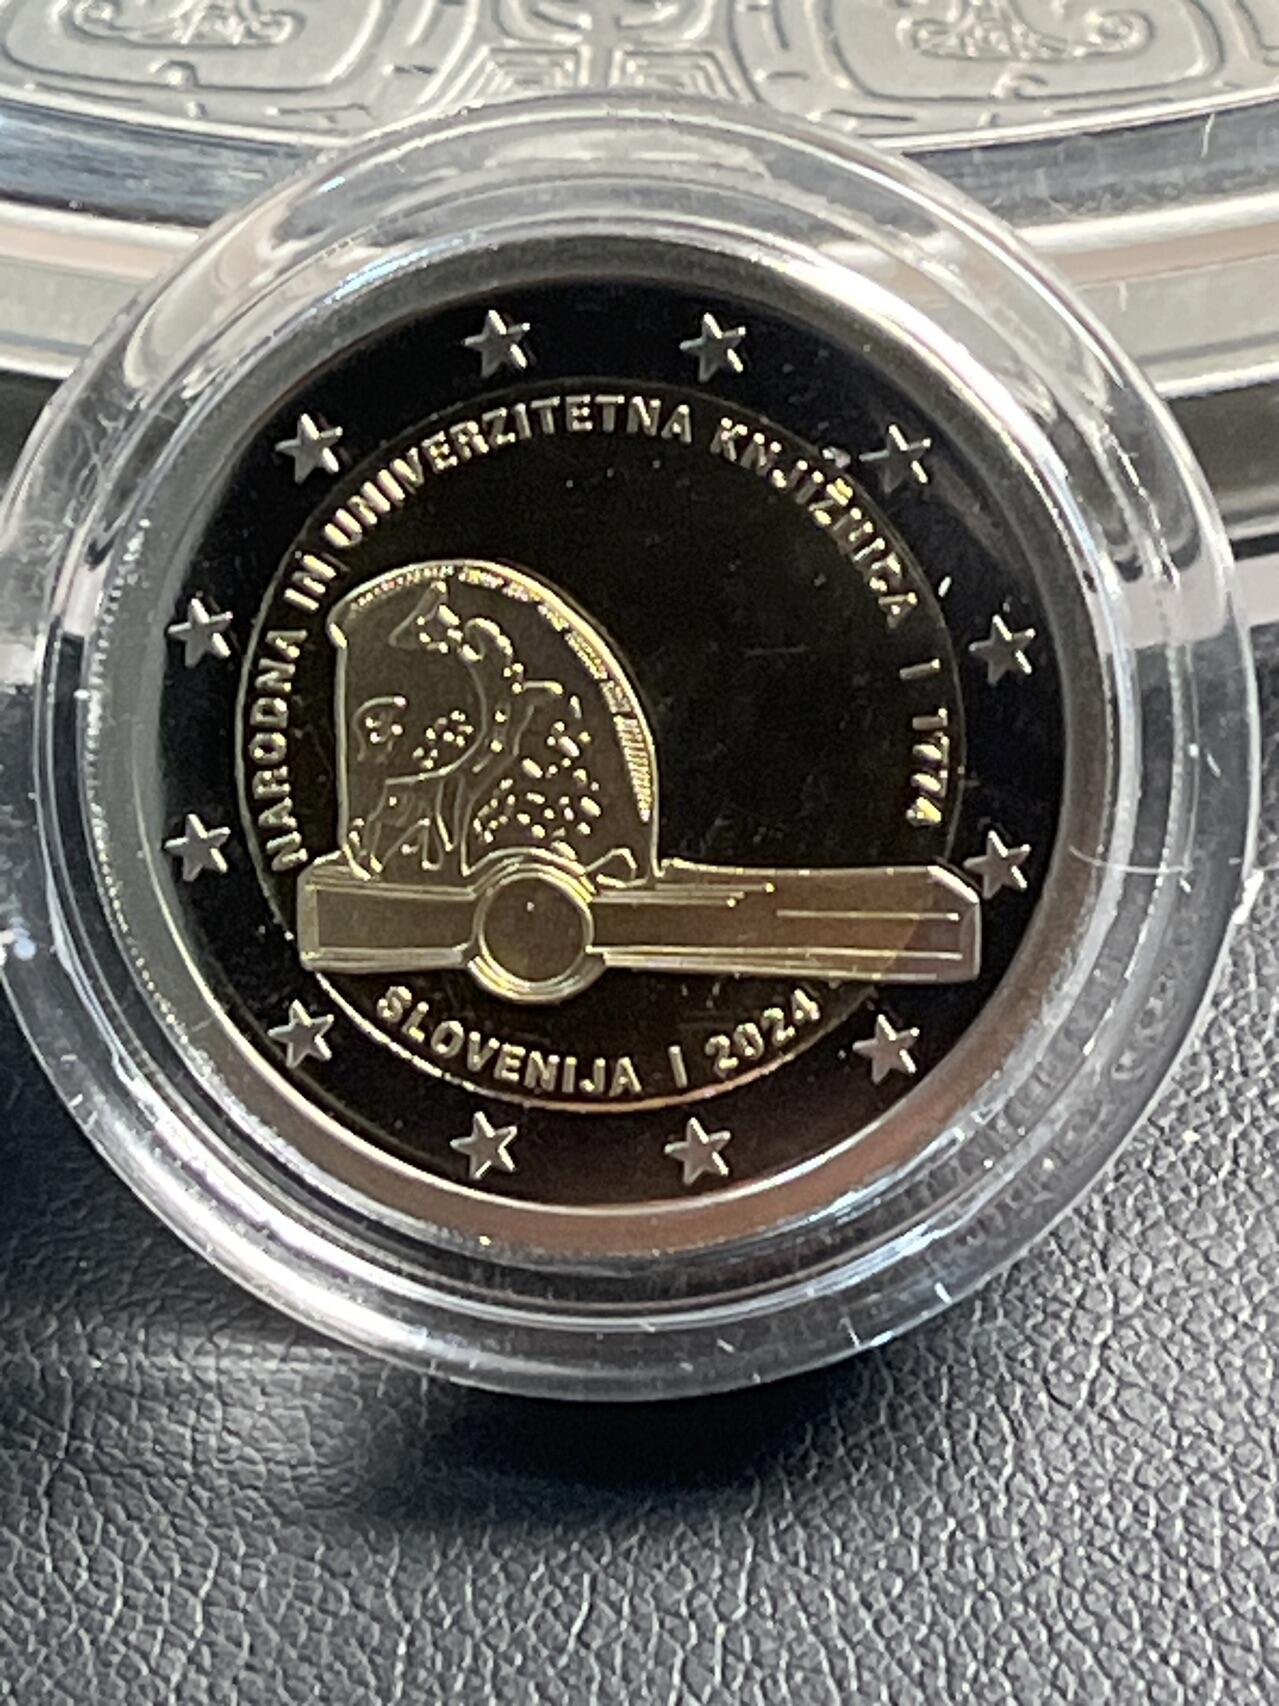 NARODNA IN UNIVERZITETNA KNJIŽNICA | 1774
SLOVENIJA | 2024